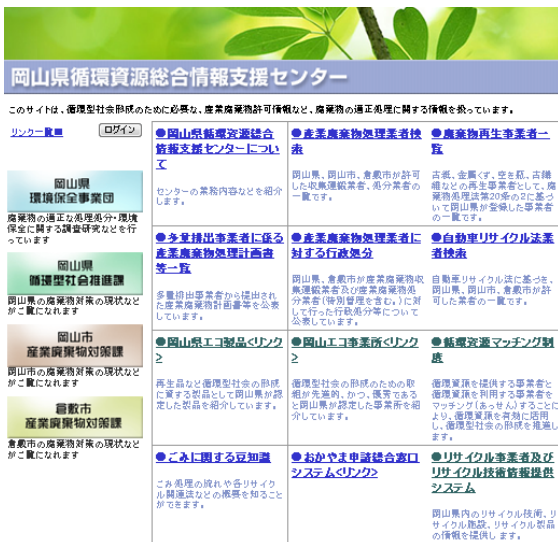 岡山県循環資源総合情報支援センター
このサイトは、循環型社会形成のために必要な、産業廃棄物許可情報など、廃棄物の適正処理に関する情報を扱っています。
リンク一覧■
ログイン
岡山県
環境保全事業団
廃棄物の適正な処理処分・環境
保全に関する調査研究などを行
っています
岡山県
循環型社会推進課
岡山県の廃棄物対策の現状など
がご覧になれます
岡山市
産業廃棄物対策課
岡山市の廃棄物対策の現状など
がご覧になれます
倉敷市
産業廃棄物対策課
倉敷市の廃棄物対策の現状など
がご覧になれます
●岡山県循環資源総合
情報支援センターについ
て
センターの業務内容などを紹介
します。
●産業廃棄物処理業者検
索
岡山県、岡山市、倉敷市が許可
した収集運搬業者、処分業者の
一覧です。
●廃棄物再生事業者一
覧
古紙、金属くず、空き瓶、古繊
維などの再生事業者として、廃
棄物処理法第20条の2に基づ
いて岡山県が登録した事業者
の一覧です。
●多量排出事業者に係る
産業廃棄物処理計画書
等一覧
多量排出事業者から提出され
た産業廃棄物計画書等を公表
しています。
●産業廃棄物処理業者に
対する行政処分
岡山県、倉敷市が産業廃棄物収
集運搬業者及び産業廃棄物処
分業者(特別管理を含む。)に対
して行った行政処分等について
公表しています。
●自動車リサイクル法業
者検索
自動車リサイクル法に基づき、
岡山県、岡山市、倉敷市が許
可した業者の一覧です。
●岡山県エコ製品<リンク
>
再生品など循環型社会の形成
に資する製品として岡山県が認
定した製品を紹介しています。
●岡山エコ事業所<リンク
>
循環型社会の形成のための取
組が先進的、かつ、優秀である
と岡山県が認定した事業所を紹
介しています。
●循環資源マッチング制
度
循環資源を提供する事業者と
循環資源を利用する事業者を
マッチング(あっせん)することに
より、循環資源を有効に活用
し、循環型社会の形成を推進し
ます。
●ごみに関する豆知識
ごみ処理の流れや各リサイク
ル関連法などの概要を知ること
ができます。
●おかやま申請総合窓口
システム<リンク>
●リサイクル事業者及び
リサイクル技術情報提供
システム
岡山県内のリサイクル技術、リ
サイクル施設、リサイクル製品
の情報を提供します。